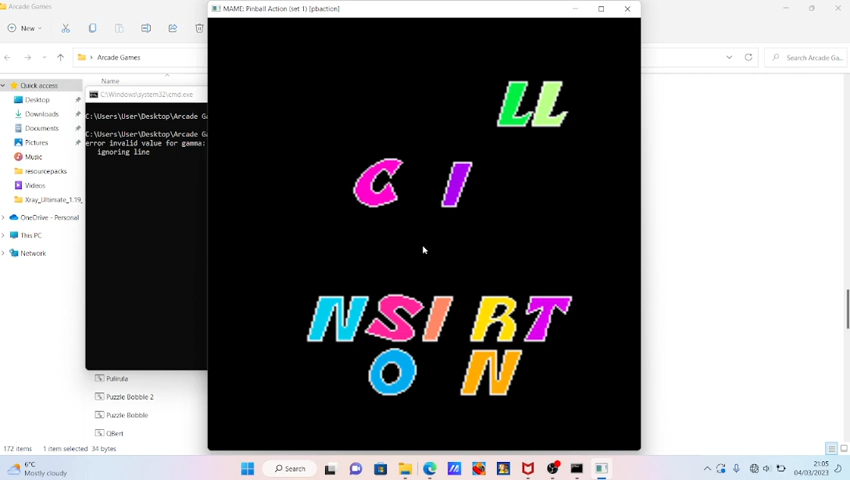 Arcade Games
New
Arcade Games
Search Arcade Ga...
Name
Quick access
Desktop
Downloads
Documents
Pictures
Music
resourcepacks
Videos
Xray_Ultimate_1.19_
OneDrive - Personal
This PC
Network
C:\Windows\system32\cmd.exe
C:\Users\User\Desktop\Arcade Ga
C:\Users\User\Desktop\Arcade Ga
error invalid value for gamma:
ignoring line
MAME: Pinball Action (set 1) [pbaction]
LL
C I
NSI RT
O N
Pulirula
Puzzle Bobble 2
Puzzle Bobble
QBert
172 items 1 item selected 34 bytes
6°C
Mostly cloudy
Search
21:05
04/03/2023